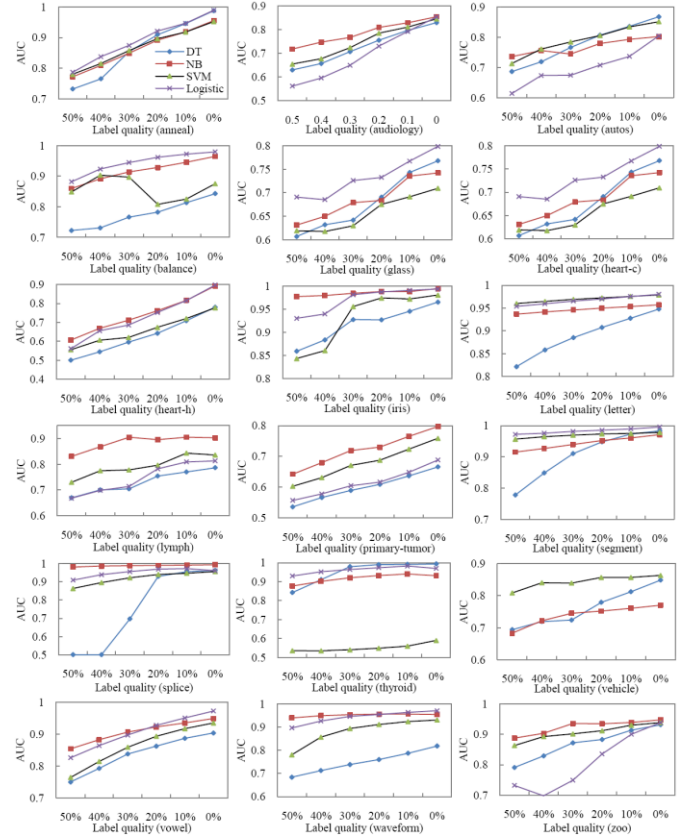 1
0.9
0.8
0.7
AUC
DT
NB
SVM
Logistic
50% 40% 30% 20% 10% 0%
Label quality (anneal)
0.9
0.8
0.7
0.6
0.5
AUC
0.5 0.4 0.3 0.2 0.1 0
Label quality (audiology)
0.9
0.8
0.7
0.6
AUC
50% 40% 30% 20% 10% 0%
Label quality (autos)
1
0.9
0.8
0.7
AUC
50% 40% 30% 20% 10% 0%
Label quality (balance)
0.8
0.75
0.7
0.65
0.6
AUC
50% 40% 30% 20% 10% 0%
Label quality (glass)
0.8
0.75
0.7
0.65
0.6
AUC
50% 40% 30% 20% 10% 0%
Label quality (heart-c)
0.9
0.8
0.7
0.6
0.5
0.4
AUC
50% 40% 30% 20% 10% 0%
Label quality (heart-h)
1
0.95
0.9
0.85
0.8
AUC
50% 40% 30% 20% 10% 0%
Label quality (iris)
1
0.95
0.9
0.85
0.8
AUC
50% 40% 30% 20% 10% 0%
Label quality (letter)
0.9
0.8
0.7
0.6
AUC
50% 40% 30% 20% 10% 0%
Label quality (lymph)
0.8
0.7
0.6
0.5
AUC
50% 40% 30% 20% 10% 0%
Label quality (primary-tumor)
1
0.9
0.8
0.7
AUC
50% 40% 30% 20% 10% 0%
Label quality (segment)
1
0.9
0.8
0.7
0.6
0.5
AUC
50% 40% 30% 20% 10% 0%
Label quality (splice)
1
0.9
0.8
0.7
0.6
0.5
AUC
50% 40% 30% 20% 10% 0%
Label quality (thyroid)
0.9
0.8
0.7
0.6
AUC
50% 40% 30% 20% 10% 0%
Label quality (vehicle)
1
0.9
0.8
0.7
AUC
50% 40% 30% 20% 10% 0%
Label quality (vowel)
1
0.9
0.8
0.7
0.6
AUC
50% 40% 30% 20% 10% 0%
Label quality (waveform)
1
0.9
0.8
0.7
AUC
50% 40% 30% 20% 10% 0%
Label quality (zoo)